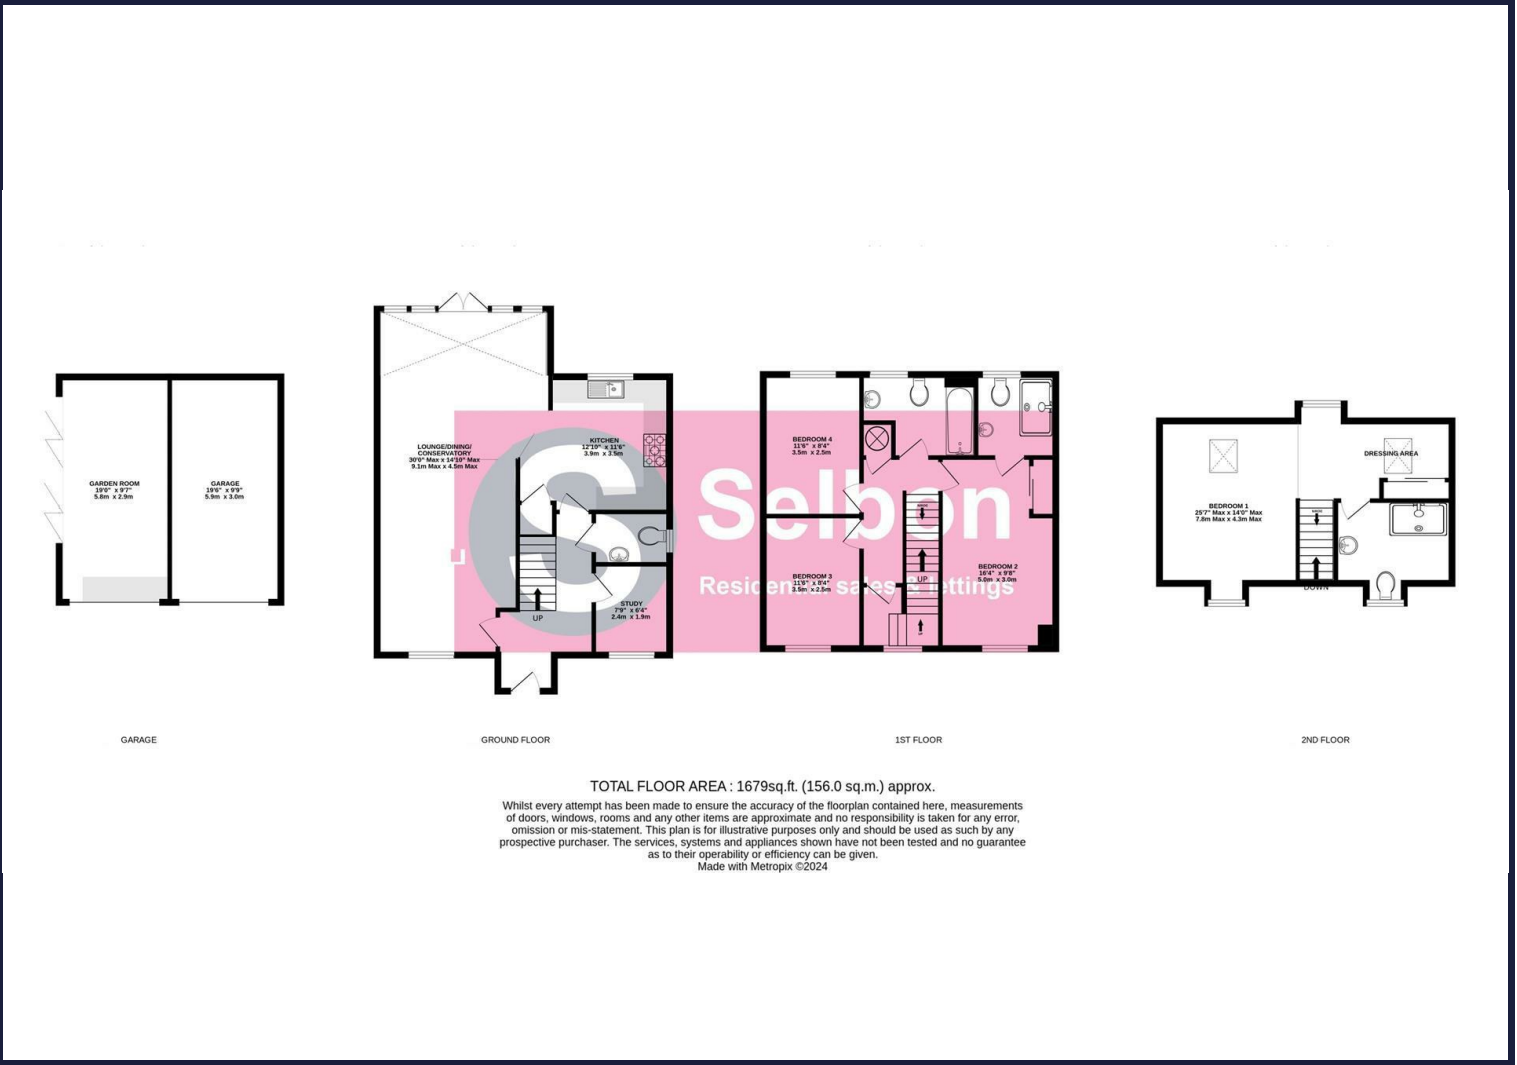 GARDEN ROOM
19'0" x 9'7"
5.8m x 2.9m
GARAGE
19'6" x 9'9"
5.9m x 3.0m
GARAGE
LOUNGE/DINING/
CONSERVATORY
30'0" Max x 14'10" Max
9.1m Max x 4.5m Max
KITCHEN
12'10" x 11'6"
3.9m x 3.5m
STUDY
7'9" x 6'4"
2.4m x 1.9m
UP
GROUND FLOOR
Selbon
Residential sales & lettings
BEDROOM 4
11'6" x 8'4"
3.5m x 2.5m
BEDROOM 3
11'6" x 8'4"
3.5m x 2.5m
BEDROOM 2
16'4" x 9'8"
5.0m x 3.0m
UP
1ST FLOOR
DRESSING AREA
BEDROOM 1
25'7" Max x 14'0" Max
7.8m Max x 4.3m Max
DOWN
2ND FLOOR
TOTAL FLOOR AREA : 1679sq.ft. (156.0 sq.m.) approx.
Whilst every attempt has been made to ensure the accuracy of the floorplan contained here, measurements
of doors, windows, rooms and any other items are approximate and no responsibility is taken for any error,
omission or mis-statement. This plan is for illustrative purposes only and should be used as such by any
prospective purchaser. The services, systems and appliances shown have not been tested and no guarantee
as to their operability or efficiency can be given.
Made with Metropix ©2024